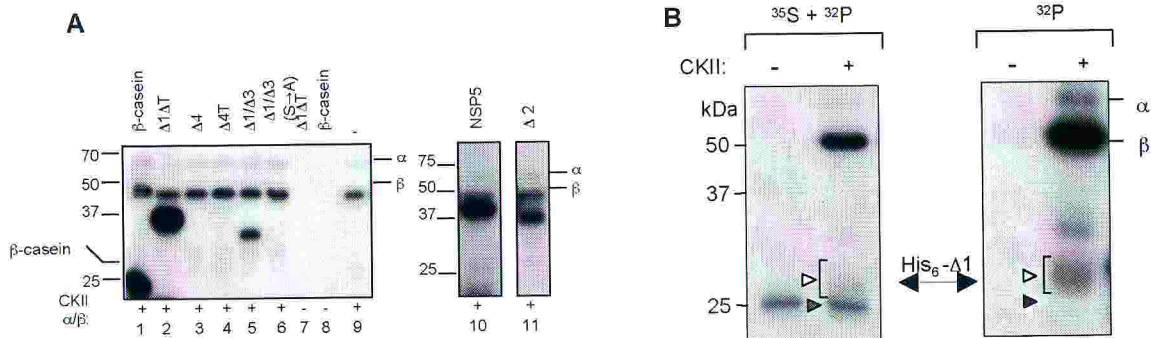 A
β-casein
Δ1ΔT
Δ4
Δ4T
Δ1/Δ3
Δ1/Δ3
(S→A)
Δ1ΔT
β-casein
-
70
50
37
25
α
β
β-casein
CKII
α/β:
+ + + + + + - - +
1 2 3 4 5 6 7 8 9
NSP5
Δ 2
75
50
37
25
α
β
+ +
10 11
B
³⁵S + ³²P
³²P
CKII: - +
- +
kDa
50
37
25
α
β
His₆-Δ1